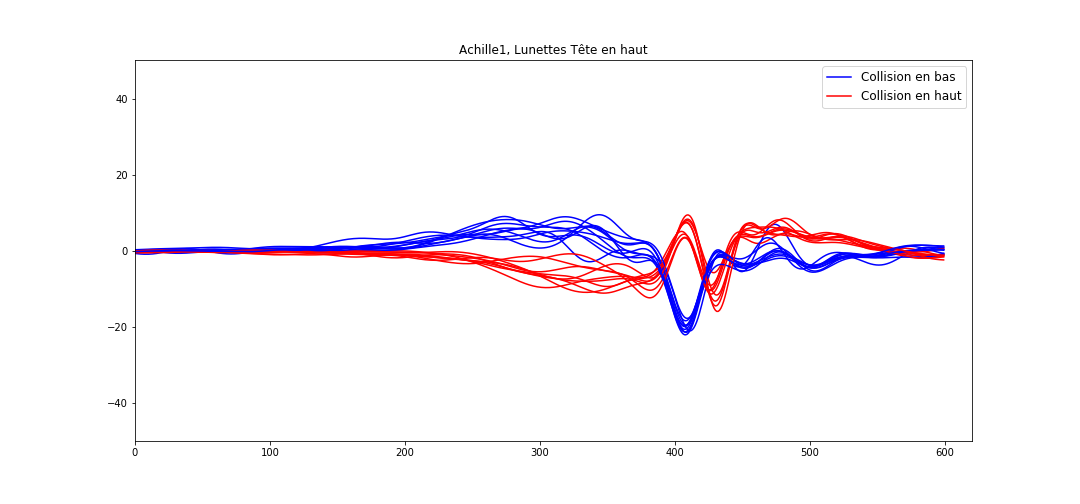 Achille1, Lunettes Tête en haut
Collision en bas
Collision en haut
40
20
0
−20
−40
0 100 200 300 400 500 600